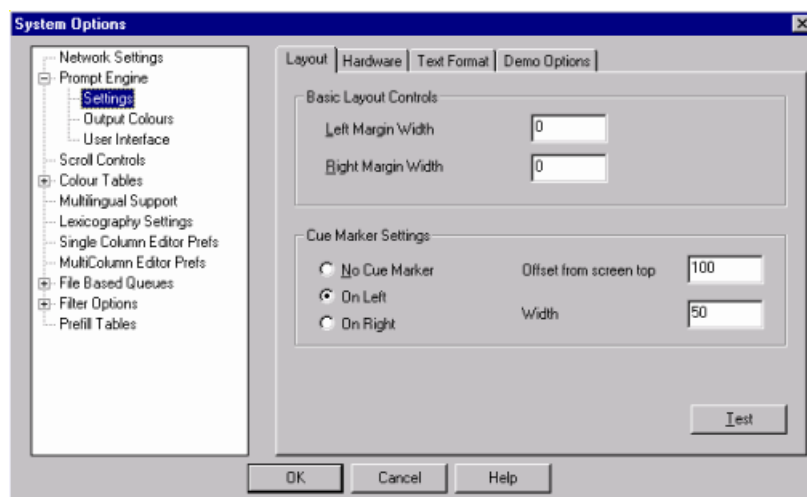 System Options
Network Settings
Prompt Engine
Settings
Output Colours
User Interface
Scroll Controls
Colour Tables
Multilingual Support
Lexicography Settings
Single Column Editor Prefs
MultiColumn Editor Prefs
File Based Queues
Filter Options
Prefill Tables
Layout Hardware Text Format Demo Options
Basic Layout Controls
Left Margin Width 0
Right Margin Width 0
Cue Marker Settings
No Cue Marker Offset from screen top 100
On Left
On Right Width 50
Test
OK Cancel Help